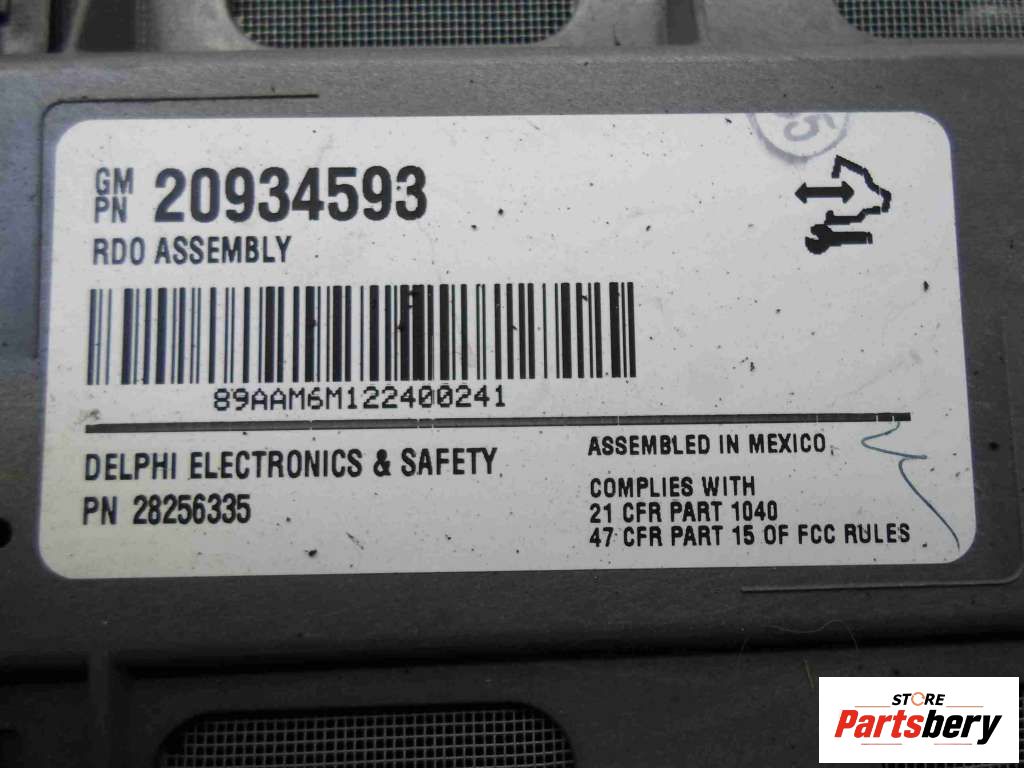 GM
PN 20934593
RDO ASSEMBLY
89AAM6M122400241
DELPHI ELECTRONICS & SAFETY
PN 28256335
ASSEMBLED IN MEXICO
COMPLIES WITH
21 CFR PART 1040
47 CFR PART 15 OF FCC RULES
STORE
Partsbery